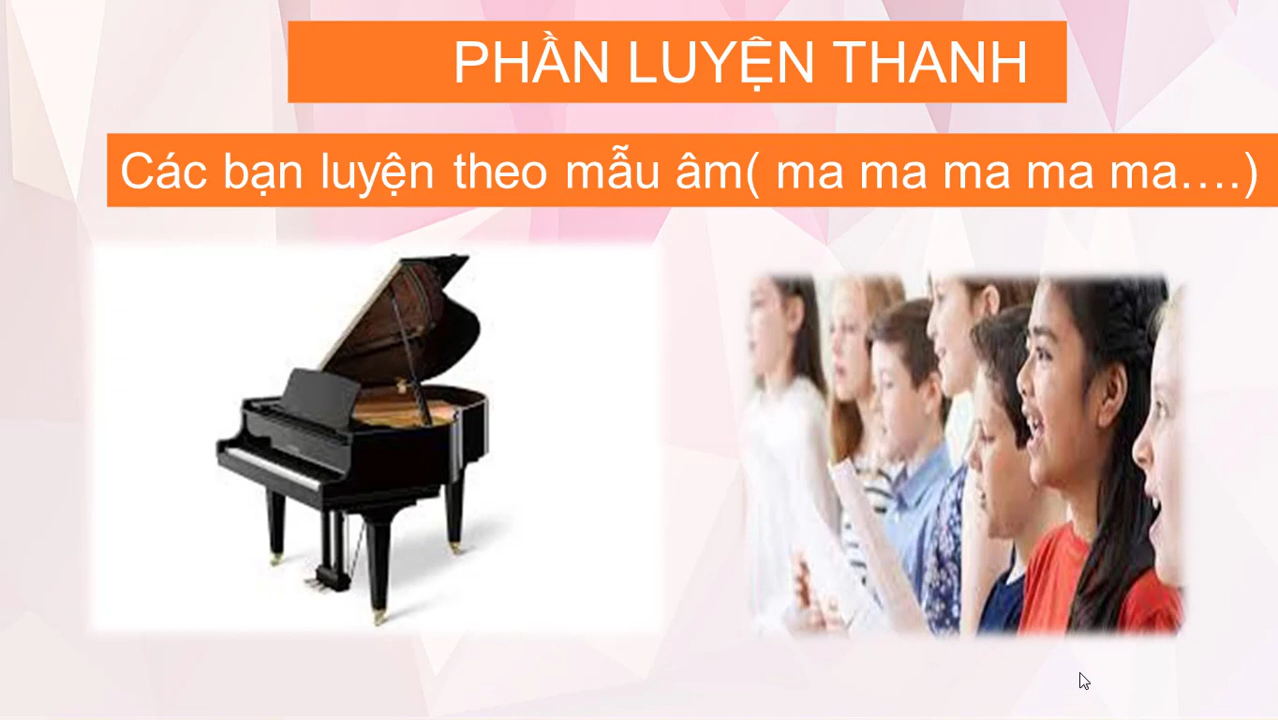 PHẦN LUYỆN THANH
Các bạn luyện theo mẫu âm( ma ma ma ma ma….)